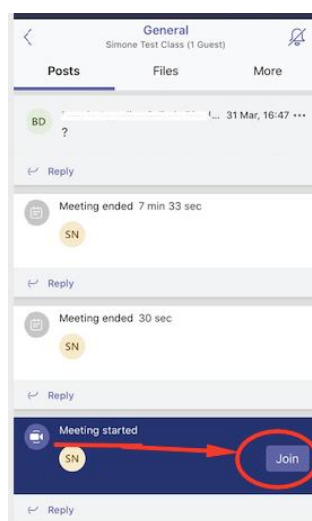 General
Simone Test Class (1 Guest)
Posts Files More
BD 31 Mar, 16:47 •••
?
Reply
Meeting ended 7 min 33 sec
SN
Reply
Meeting ended 30 sec
SN
Reply
Meeting started
SN Join
Reply